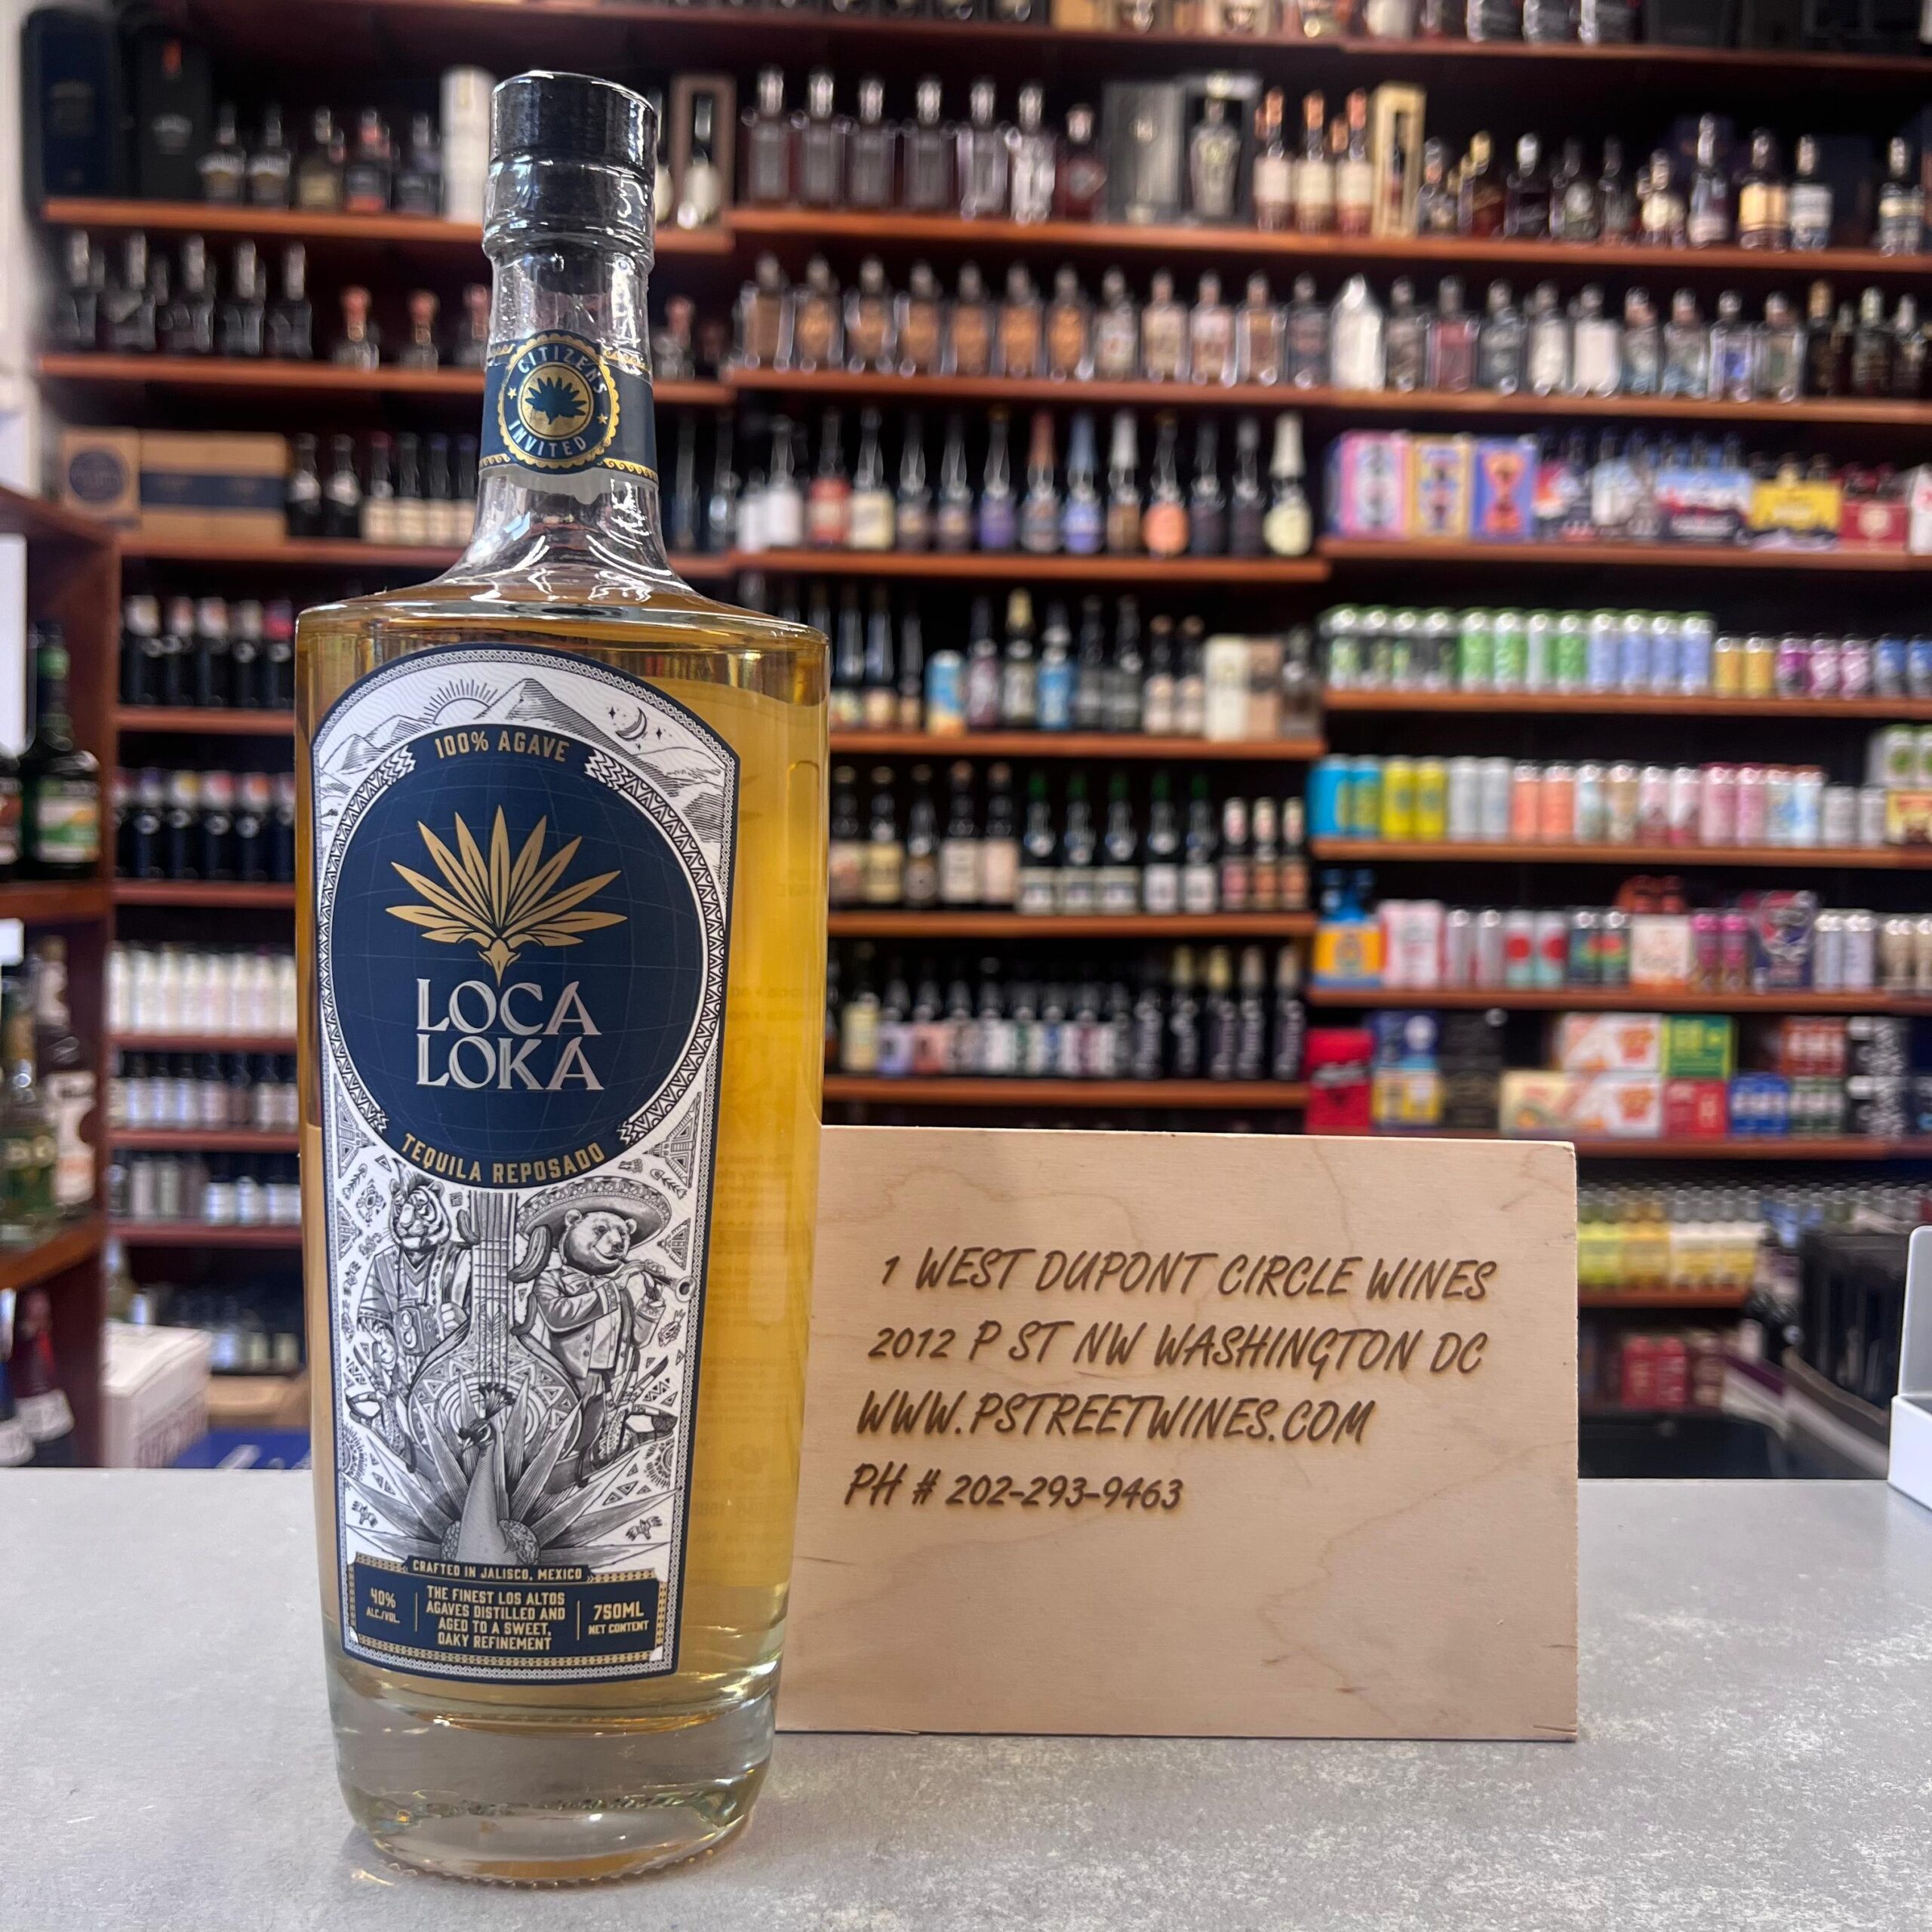 CITIZENS
INVITED
100% AGAVE
LOCA
LOKA
TEQUILA REPOSADO
CRAFTED IN JALISCO, MEXICO
40%
ALC./VOL.
THE FINEST LOS ALTOS
AGAVES DISTILLED AND
AGED TO A SWEET,
OAKY REFINEMENT
750ML
NET CONTENT
1 WEST DUPONT CIRCLE WINES
2012 P ST NW WASHINGTON DC
WWW.PSTREETWINES.COM
PH # 202-293-9463